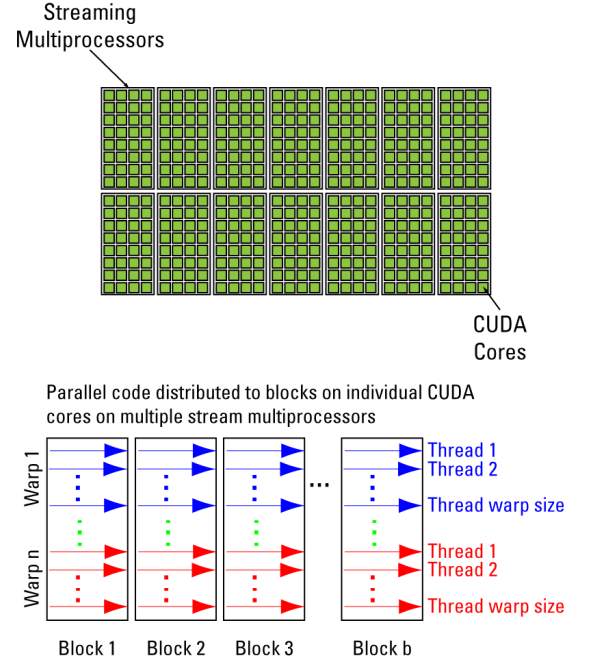 Streaming
Multiprocessors
CUDA
Cores
Parallel code distributed to blocks on individual CUDA
cores on multiple stream multiprocessors
Warp 1
Thread 1
Thread 2
...
Thread warp size
Warp n
Thread 1
Thread 2
Thread warp size
Block 1 Block 2 Block 3 Block b